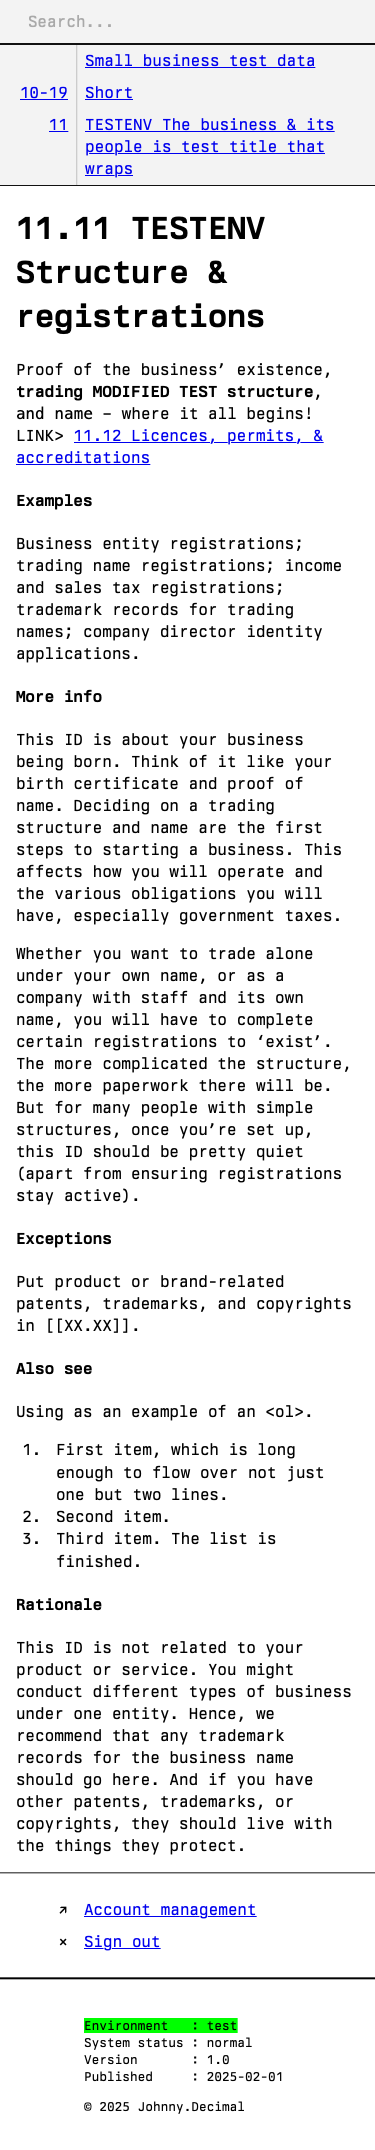 Search...
Small business test data
10-19 Short
11 TESTENV The business & its
people is test title that
wraps
11.11 TESTENV
Structure &
registrations
Proof of the business’ existence,
trading MODIFIED TEST structure,
and name – where it all begins!
LINK> 11.12 Licences, permits, &
accreditations
Examples
Business entity registrations;
trading name registrations; income
and sales tax registrations;
trademark records for trading
names; company director identity
applications.
More info
This ID is about your business
being born. Think of it like your
birth certificate and proof of
name. Deciding on a trading
structure and name are the first
steps to starting a business. This
affects how you will operate and
the various obligations you will
have, especially government taxes.
Whether you want to trade alone
under your own name, or as a
company with staff and its own
name, you will have to complete
certain registrations to ‘exist’.
The more complicated the structure,
the more paperwork there will be.
But for many people with simple
structures, once you’re set up,
this ID should be pretty quiet
(apart from ensuring registrations
stay active).
Exceptions
Put product or brand-related
patents, trademarks, and copyrights
in [[XX.XX]].
Also see
Using as an example of an <ol>.
1. First item, which is long
enough to flow over not just
one but two lines.
2. Second item.
3. Third item. The list is
finished.
Rationale
This ID is not related to your
product or service. You might
conduct different types of business
under one entity. Hence, we
recommend that any trademark
records for the business name
should go here. And if you have
other patents, trademarks, or
copyrights, they should live with
the things they protect.
↗ Account management
× Sign out
Environment : test
System status : normal
Version : 1.0
Published : 2025-02-01
© 2025 Johnny.Decimal